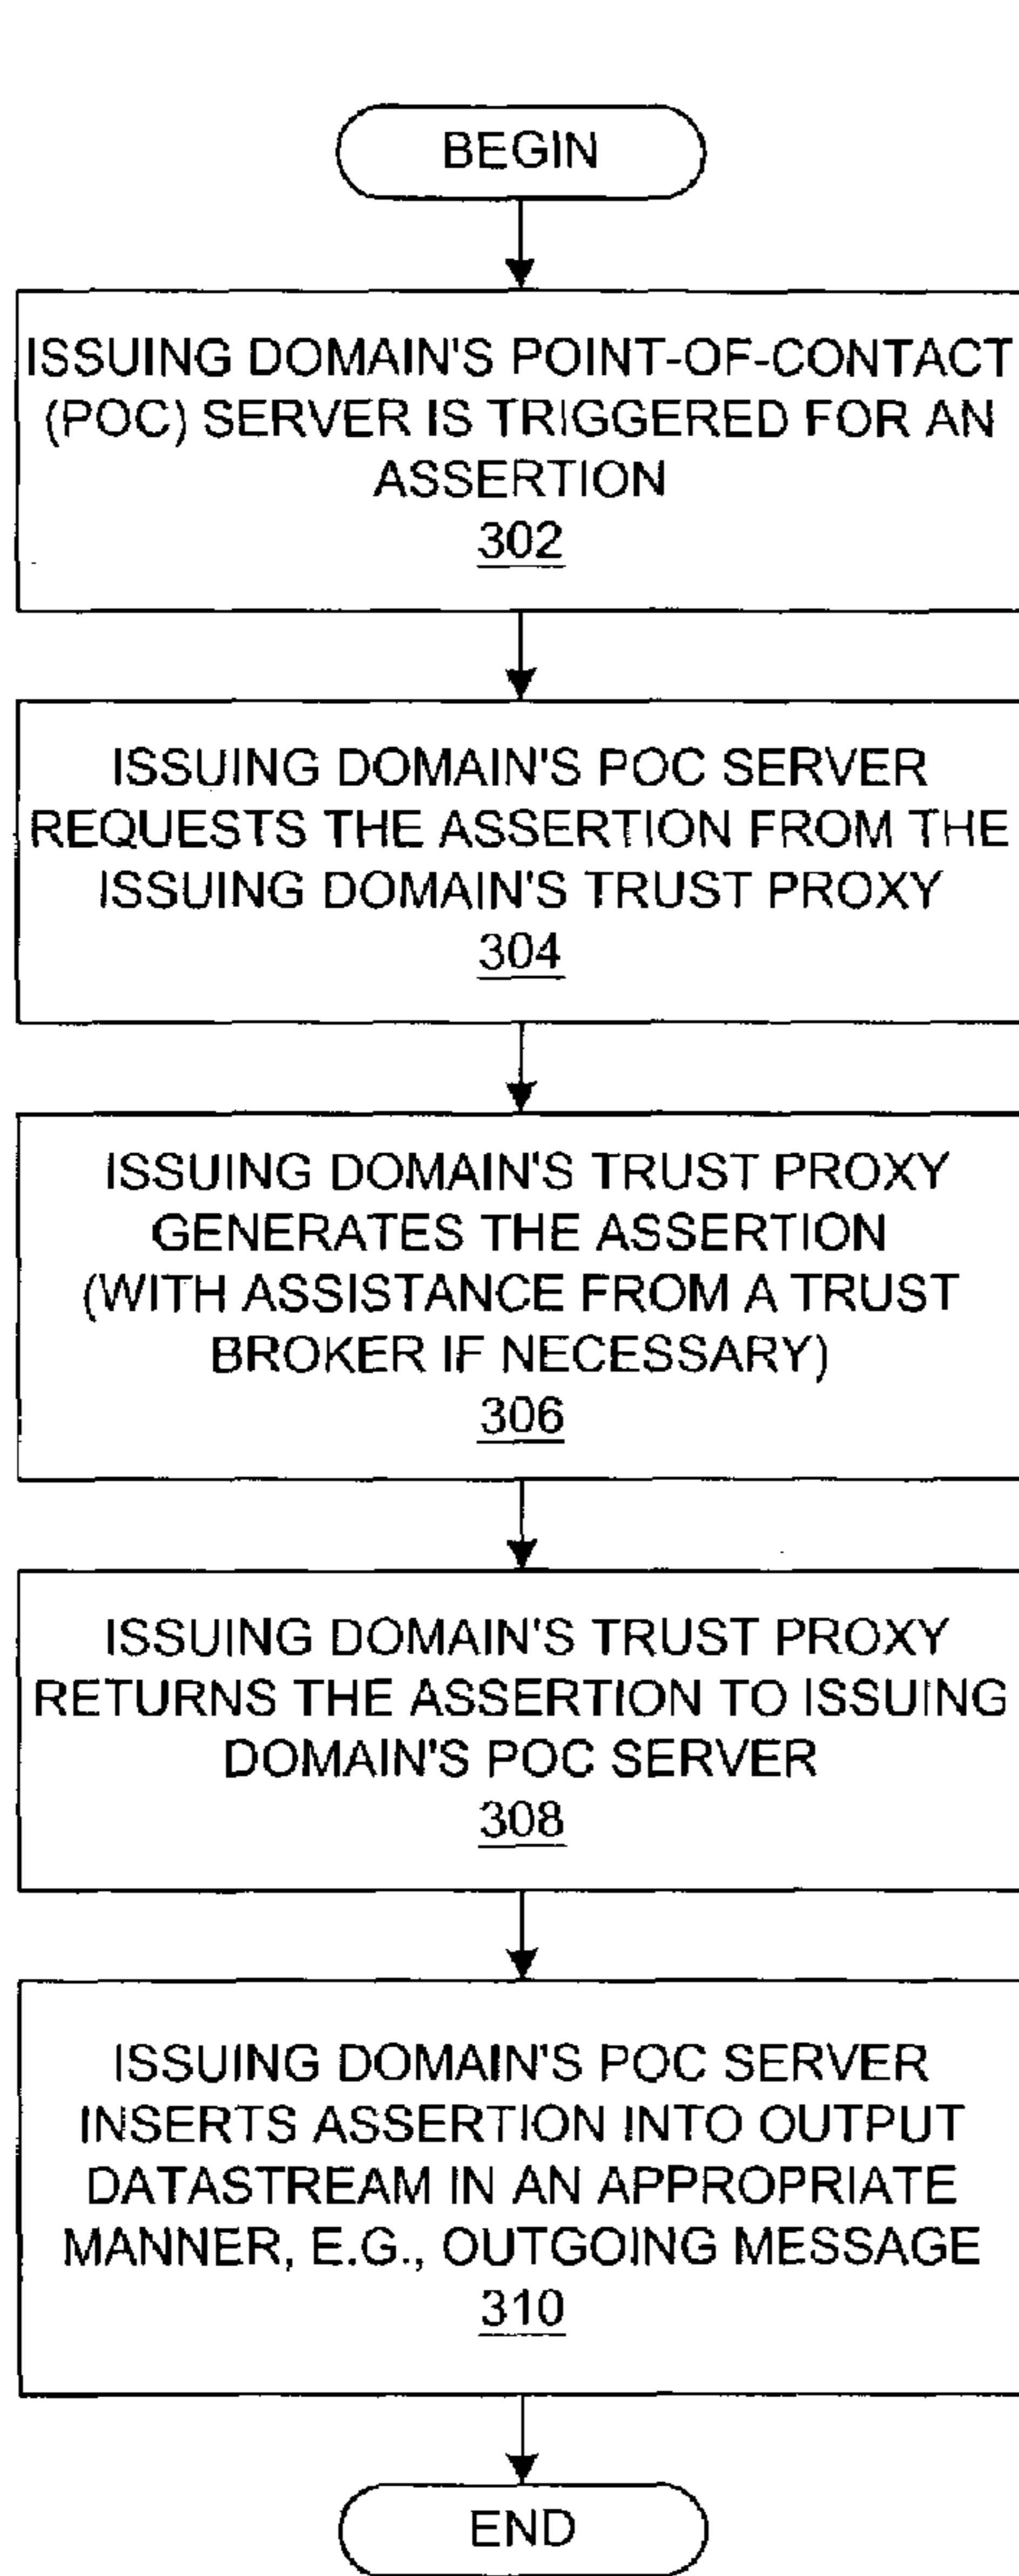 BEGIN
ISSUING DOMAIN'S POINT-OF-CONTACT
(POC) SERVER IS TRIGGERED FOR AN
ASSERTION
302
ISSUING DOMAIN'S POC SERVER
REQUESTS THE ASSERTION FROM THE
ISSUING DOMAIN'S TRUST PROXY
304
ISSUING DOMAIN'S TRUST PROXY
GENERATES THE ASSERTION
(WITH ASSISTANCE FROM A TRUST
BROKER IF NECESSARY)
306
ISSUING DOMAIN'S TRUST PROXY
RETURNS THE ASSERTION TO ISSUING
DOMAIN'S POC SERVER
308
ISSUING DOMAIN'S POC SERVER
INSERTS ASSERTION INTO OUTPUT
DATASTREAM IN AN APPROPRIATE
MANNER, E.G., OUTGOING MESSAGE
310
END